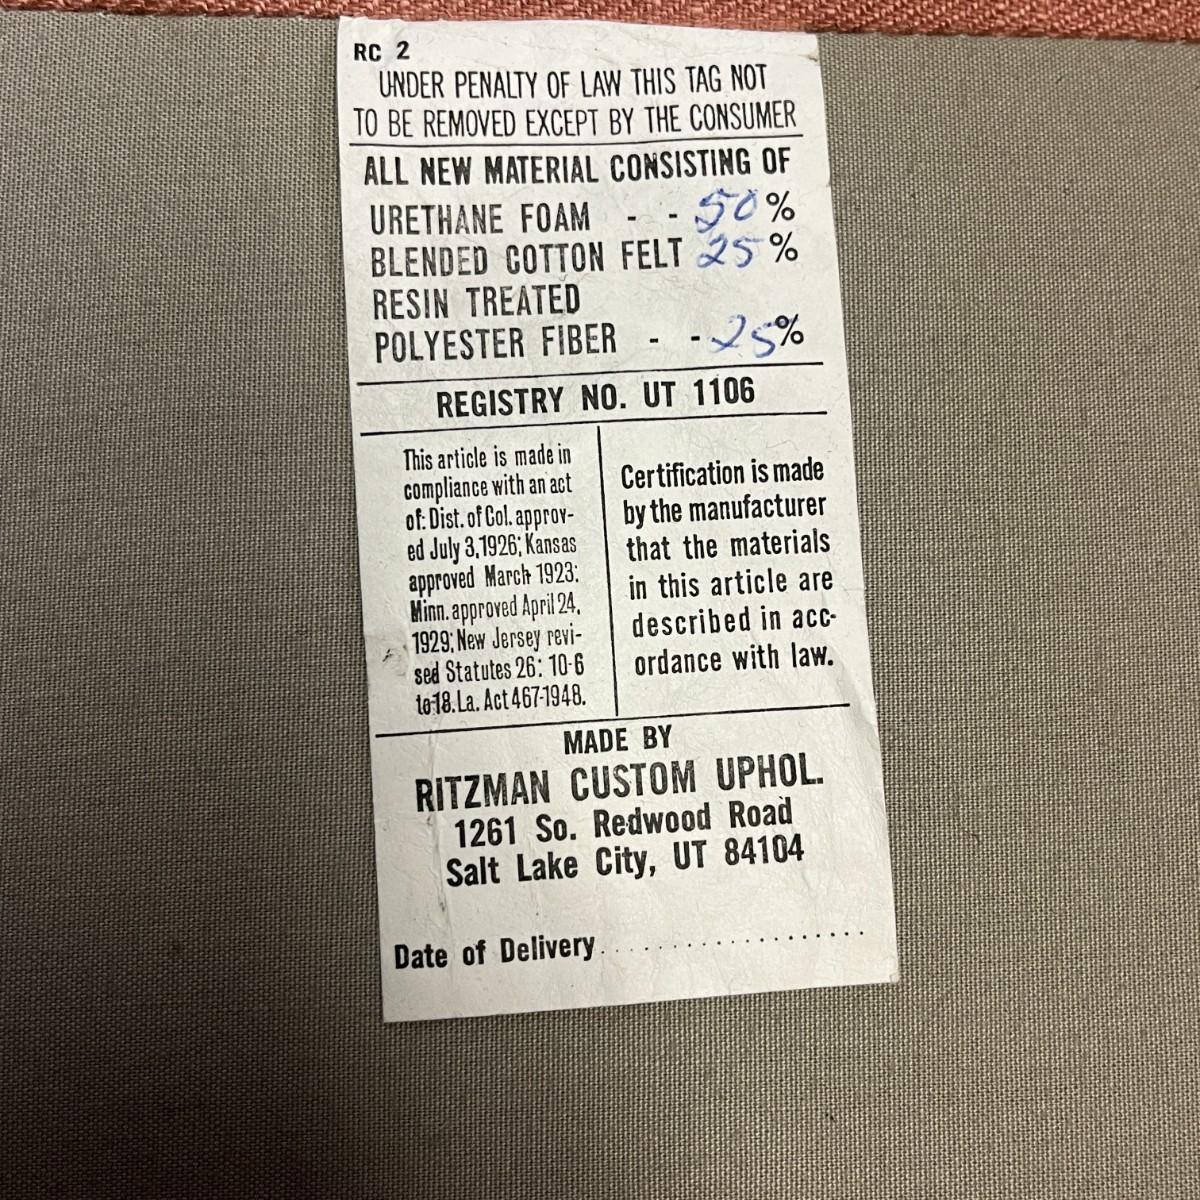 RC 2
UNDER PENALTY OF LAW THIS TAG NOT
TO BE REMOVED EXCEPT BY THE CONSUMER
ALL NEW MATERIAL CONSISTING OF
URETHANE FOAM - - 50%
BLENDED COTTON FELT 25%
RESIN TREATED
POLYESTER FIBER - - 25%
REGISTRY NO. UT 1106
This article is made in
compliance with an act
of: Dist. of Col. approv-
ed July 3, 1926; Kansas
approved March 1923:
Minn. approved April 24,
1929; New Jersey revi-
sed Statutes 26: 10-6
to 18. La. Act 467-1948.
Certification is made
by the manufacturer
that the materials
in this article are
described in acc-
ordance with law.
MADE BY
RITZMAN CUSTOM UPHOL.
1261 So. Redwood Road
Salt Lake City, UT 84104
Date of Delivery....................